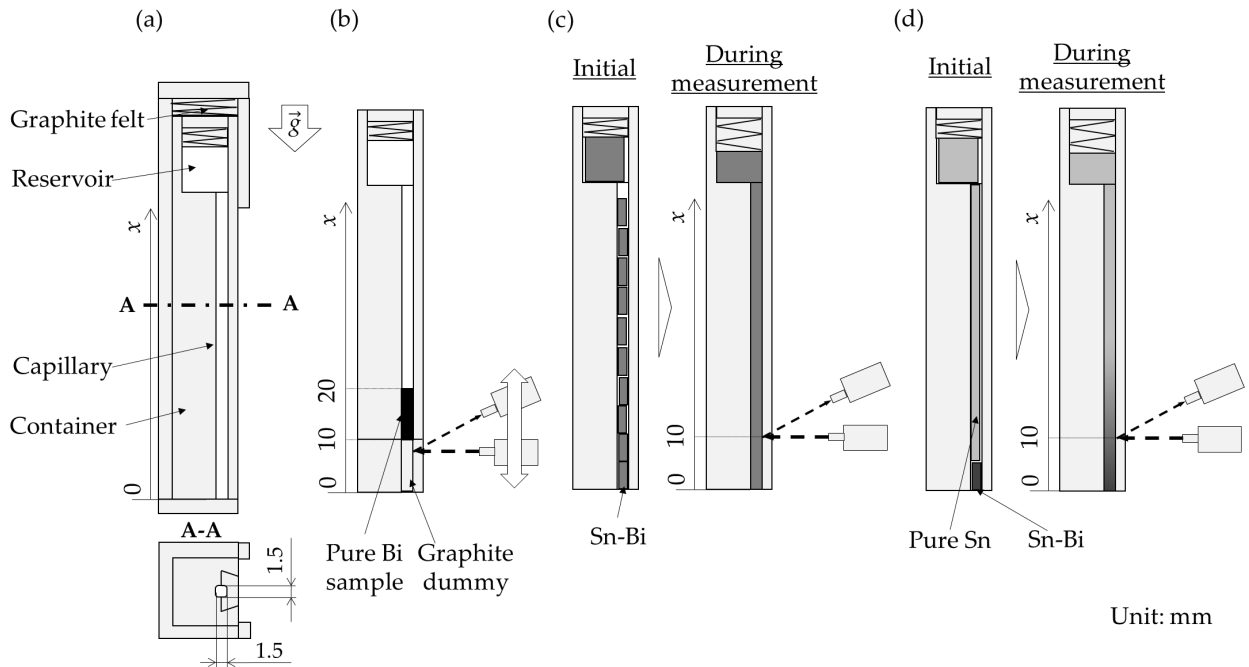 (a)
(b)
(c)
(d)
Initial
During
measurement
Initial
During
measurement
Graphite felt
g
Reservoir
x
x
x
x
A
A
Capillary
Container
20
10
0
0
10
0
10
0
A-A
1.5
1.5
Pure Bi
sample
Graphite
dummy
Sn-Bi
Pure Sn
Sn-Bi
Unit: mm